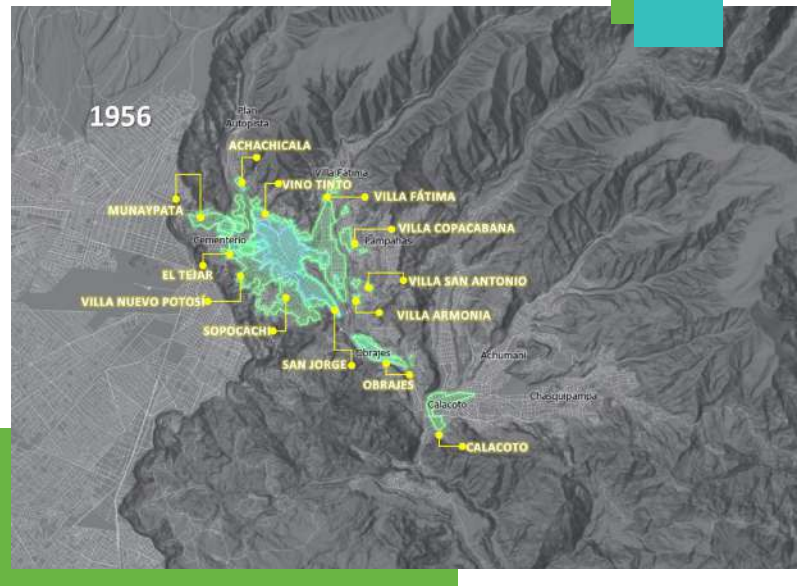 1956
Plan
Autopista
ACHACHICALA
Villa Fátima
VINO TINTO
VILLA FÁTIMA
MUNAYPATA
VILLA COPACABANA
Cementerio
Pampahasi
EL TEJAR
VILLA SAN ANTONIO
VILLA NUEVO POTOSÍ
VILLA ARMONIA
SOPOCACHI
Obrajes
Achumani
SAN JORGE
OBRAJES
Calacoto
Chasquipampa
CALACOTO